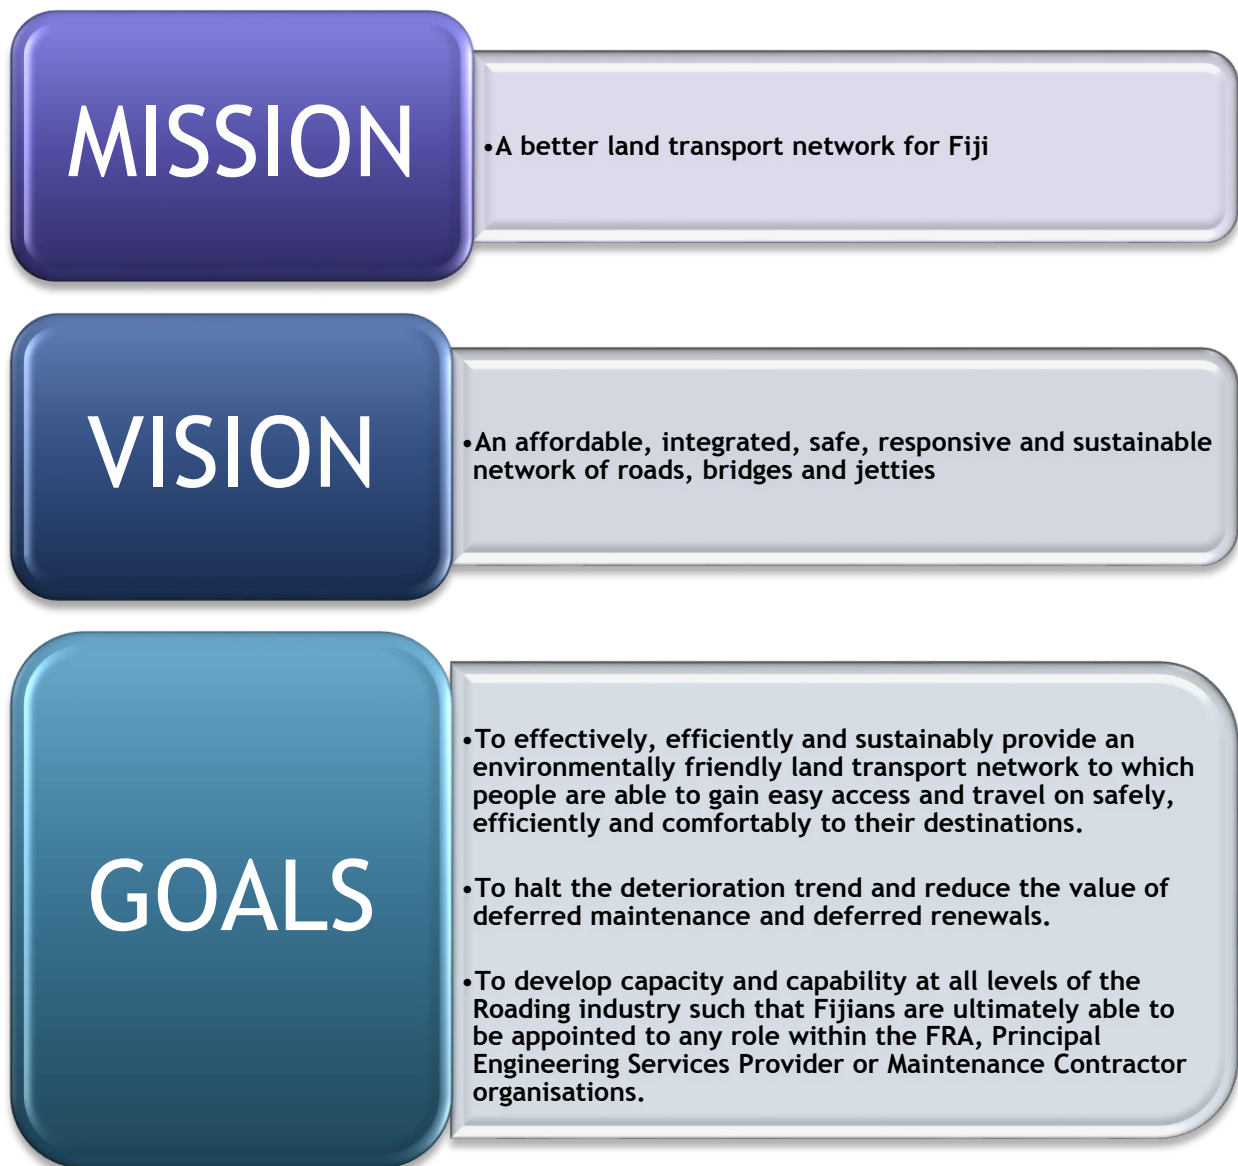 MISSION
•A better land transport network for Fiji
VISION
•An affordable, integrated, safe, responsive and sustainable
network of roads, bridges and jetties
GOALS
•To effectively, efficiently and sustainably provide an
environmentally friendly land transport network to which
people are able to gain easy access and travel on safely,
efficiently and comfortably to their destinations.
•To halt the deterioration trend and reduce the value of
deferred maintenance and deferred renewals.
•To develop capacity and capability at all levels of the
Roading industry such that Fijians are ultimately able to
be appointed to any role within the FRA, Principal
Engineering Services Provider or Maintenance Contractor
organisations.